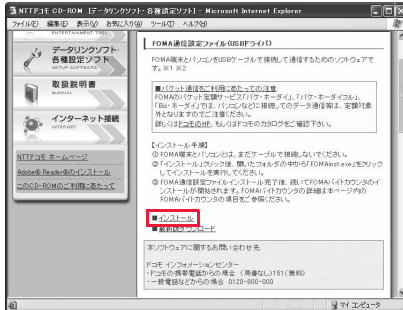 NTTドコモ CD-ROM [データリンクソフト・各種設定ソフト] - Microsoft Internet Explorer
ファイル(F) 編集(E) 表示(V) お気に入り(A) ツール(T) ヘルプ(H)
ENTERTAINMENT TOOL
データリンクソフト・
各種設定ソフト
SETUP SOFTWARE
取扱説明書
MANUAL
インターネット接続
INTERNET
NTTドコモ ホームページ
Adobe® Reader®のインストール
このCD-ROMのご利用にあたって
FOMA通信設定ファイル(USBドライバ)
FOMA端末とパソコンをUSBケーブルで接続して通信するためのソフトウェアです。※1 ※2
■パケット通信をご利用にあたっての注意
FOMAのパケット定額サービス「パケ・ホーダイ」、「パケ・ホーダイフル」、
「Biz・ホーダイ」では、パソコンなどに接続してのデータ通信等は、定額対象
外となりますのでご注意ください。
詳しくはドコモのHP、もしくはドコモのカタログをご確認下さい。
【インストール手順】
① FOMA端末とパソコンとは、まだケーブルで接続しないでください。
② 「インストール」クリック後、開いたフォルダの中から「FOMAinst.exe」をクリック
してインストールを実行してください。
③ FOMA通信設定ファイルインストール完了後、続いてFOMAバイトカウンタのイ
ンストールが開始されます。FOMAバイトカウンタの詳細は本ページ内の
FOMAバイトカウンタの項目をご参照ください。
■インストール
■最新版ダウンロード
本ソフトウェアに関するお問い合わせ先
ドコモ インフォメーションセンター
・ドコモの携帯電話からの場合 (局番なし)151(無料)
・一般電話などからの場合 0120-800-000
マイ コンピュータ